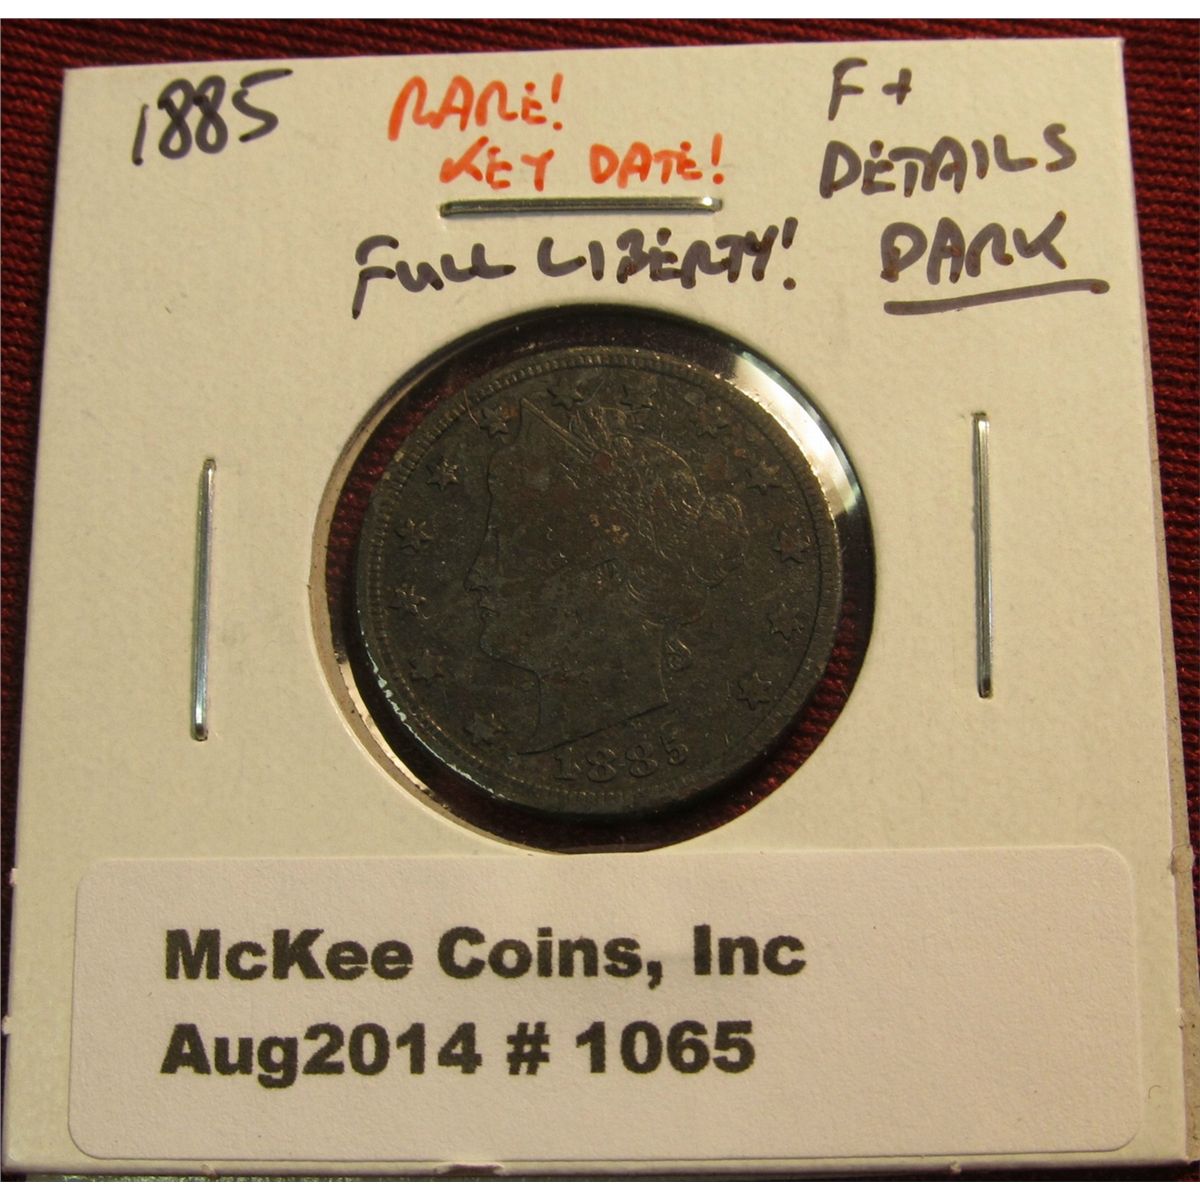 1885
RARE!
KEY DATE!
F+
DETAILS
DARK
FULL LIBERTY!
1885
McKee Coins, Inc
Aug2014 # 1065